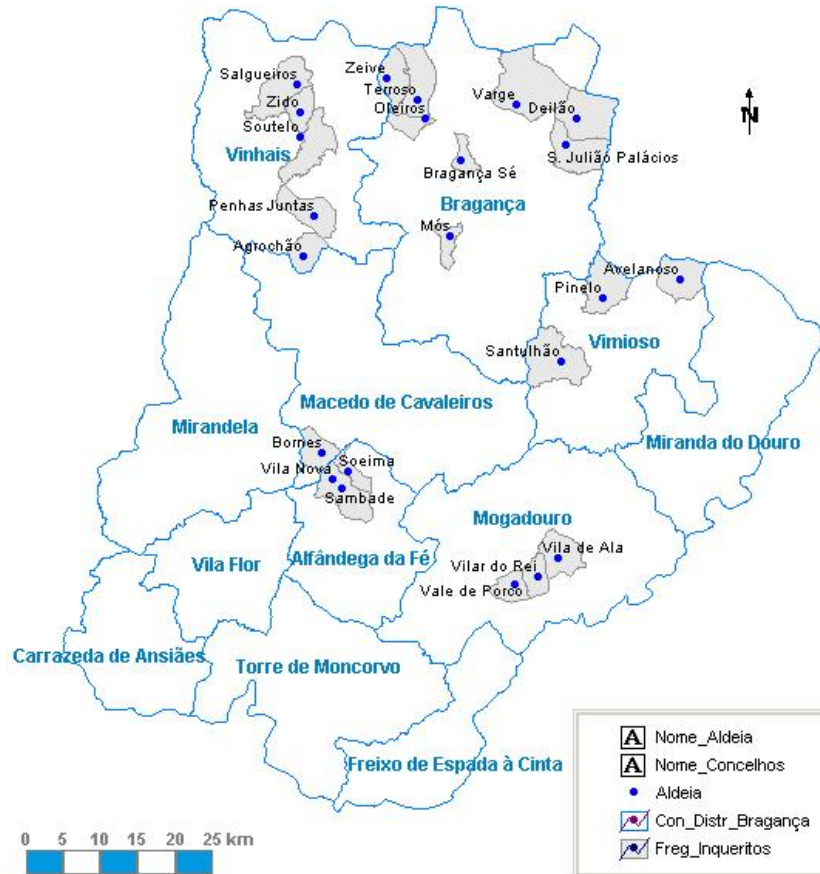 Salgueiros
Zeive
Terroso
Zido
Oleiros
Varge
Deilão
N
Soutelo
Vinhais
S. Julião Palácios
Bragança Sé
Bragança
Penhas Juntas
Mós
Agrochão
Avelanoso
Pinelo
Vimioso
Santulhão
Macedo de Cavaleiros
Mirandela
Miranda do Douro
Bornes
Soeima
Vila Nova
Sambade
Mogadouro
Vila de Ala
Alfândega da Fé
Vila Flor
Vilar do Rei
Vale de Porco
Carrazeda de Ansiães
Torre de Moncorvo
Freixo de Espada à Cinta
A Nome_Aldeia
A Nome_Concelhos
Aldeia
Con_Distr_Bragança
Freg_Inqueritos
0 5 10 15 20 25 km